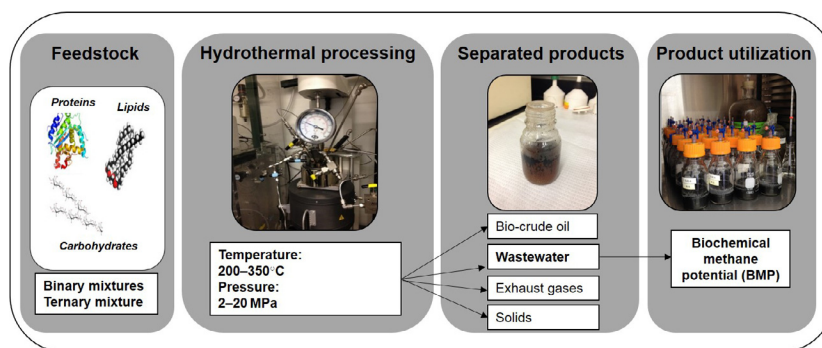 Feedstock
Hydrothermal processing
Separated products
Product utilization
Proteins
Lipids
Carbohydrates
Binary mixtures
Ternary mixture
Temperature:
200–350°C
Pressure:
2–20 MPa
Bio-crude oil
Wastewater
Exhaust gases
Solids
Biochemical
methane
potential (BMP)